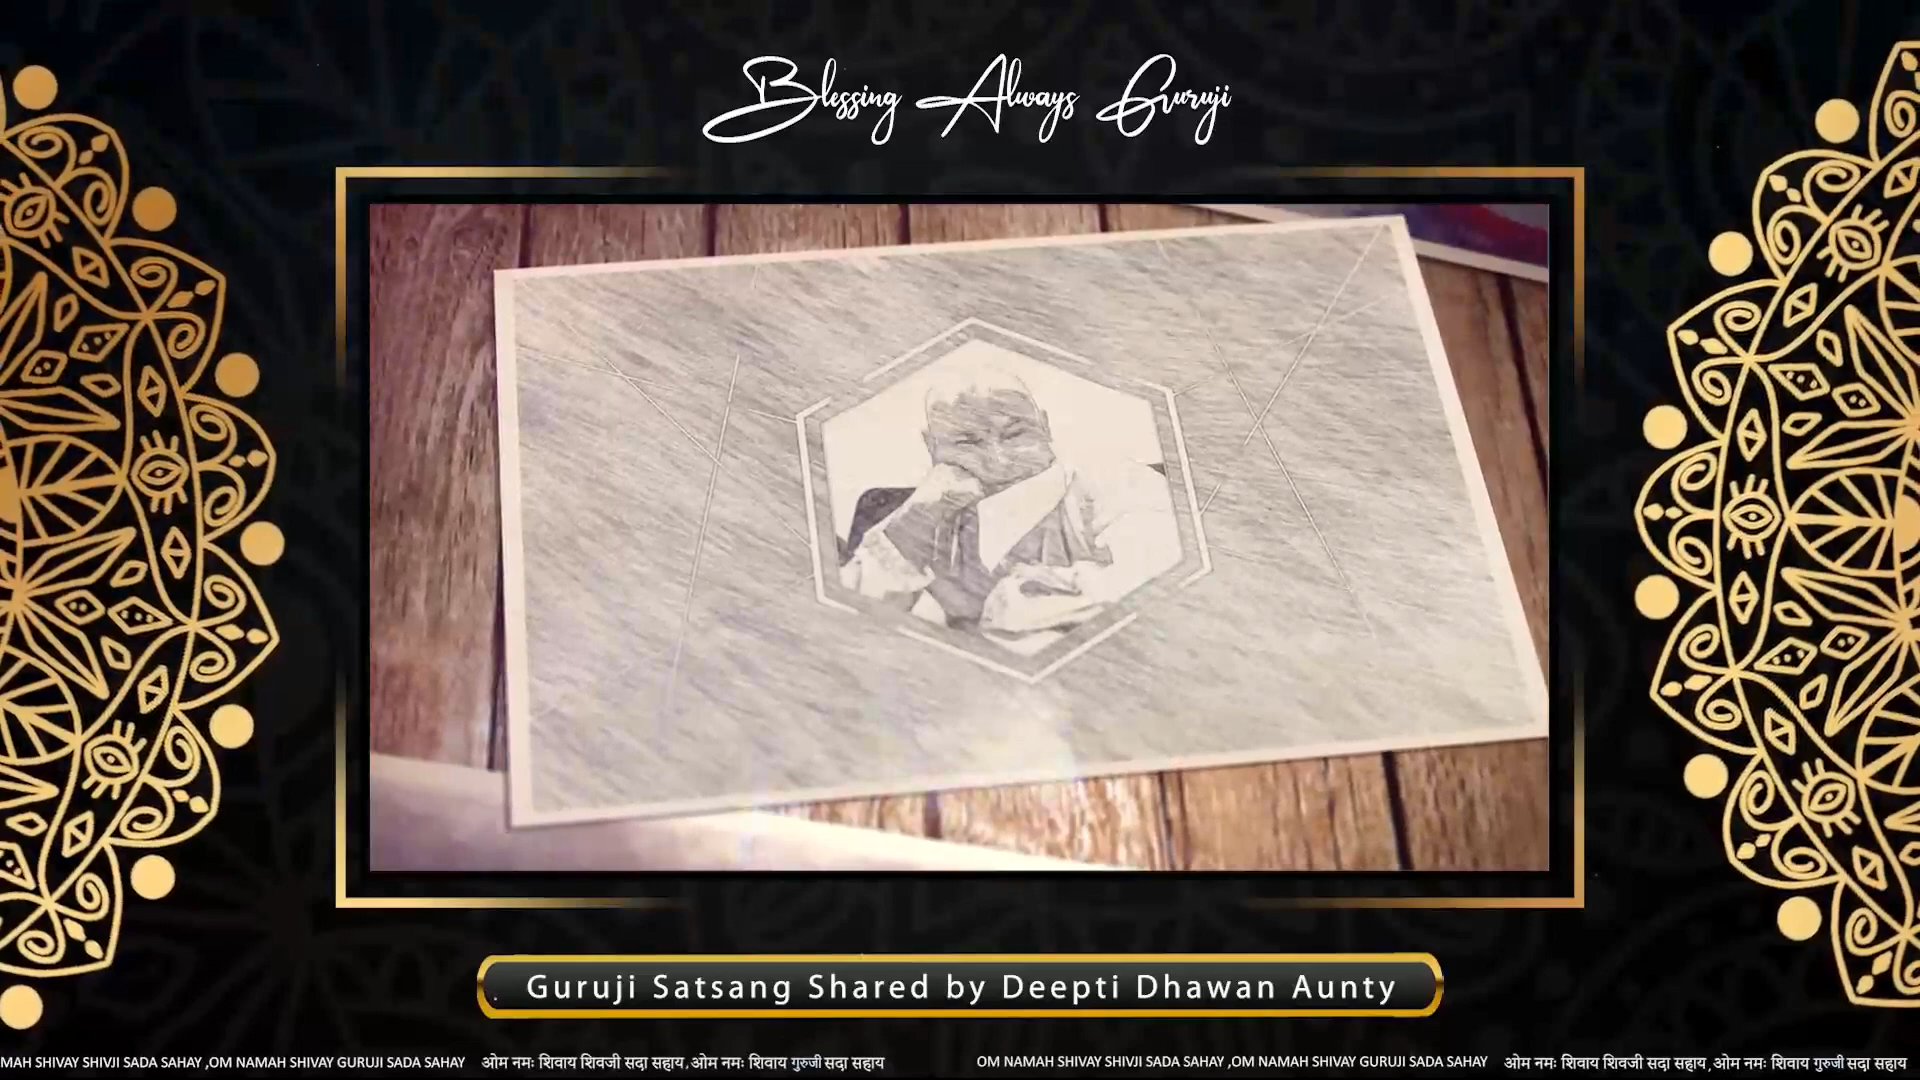 Blessing Always Guruji
Guruji Satsang Shared by Deepti Dhawan Aunty
MAH SHIVAY SHIVJI SADA SAHAY ,OM NAMAH SHIVAY GURUJI SADA SAHAY ओम नमः शिवाय शिवजी सदा सहाय,ओम नमः शिवाय गुरुजी सदा सहाय OM NAMAH SHIVAY SHIVJI SADA SAHAY ,OM NAMAH SHIVAY GURUJI SADA SAHAY ओम नमः शिवाय शिवजी सदा सहाय,ओम नमः शिवाय गुरुजी सदा सहाय